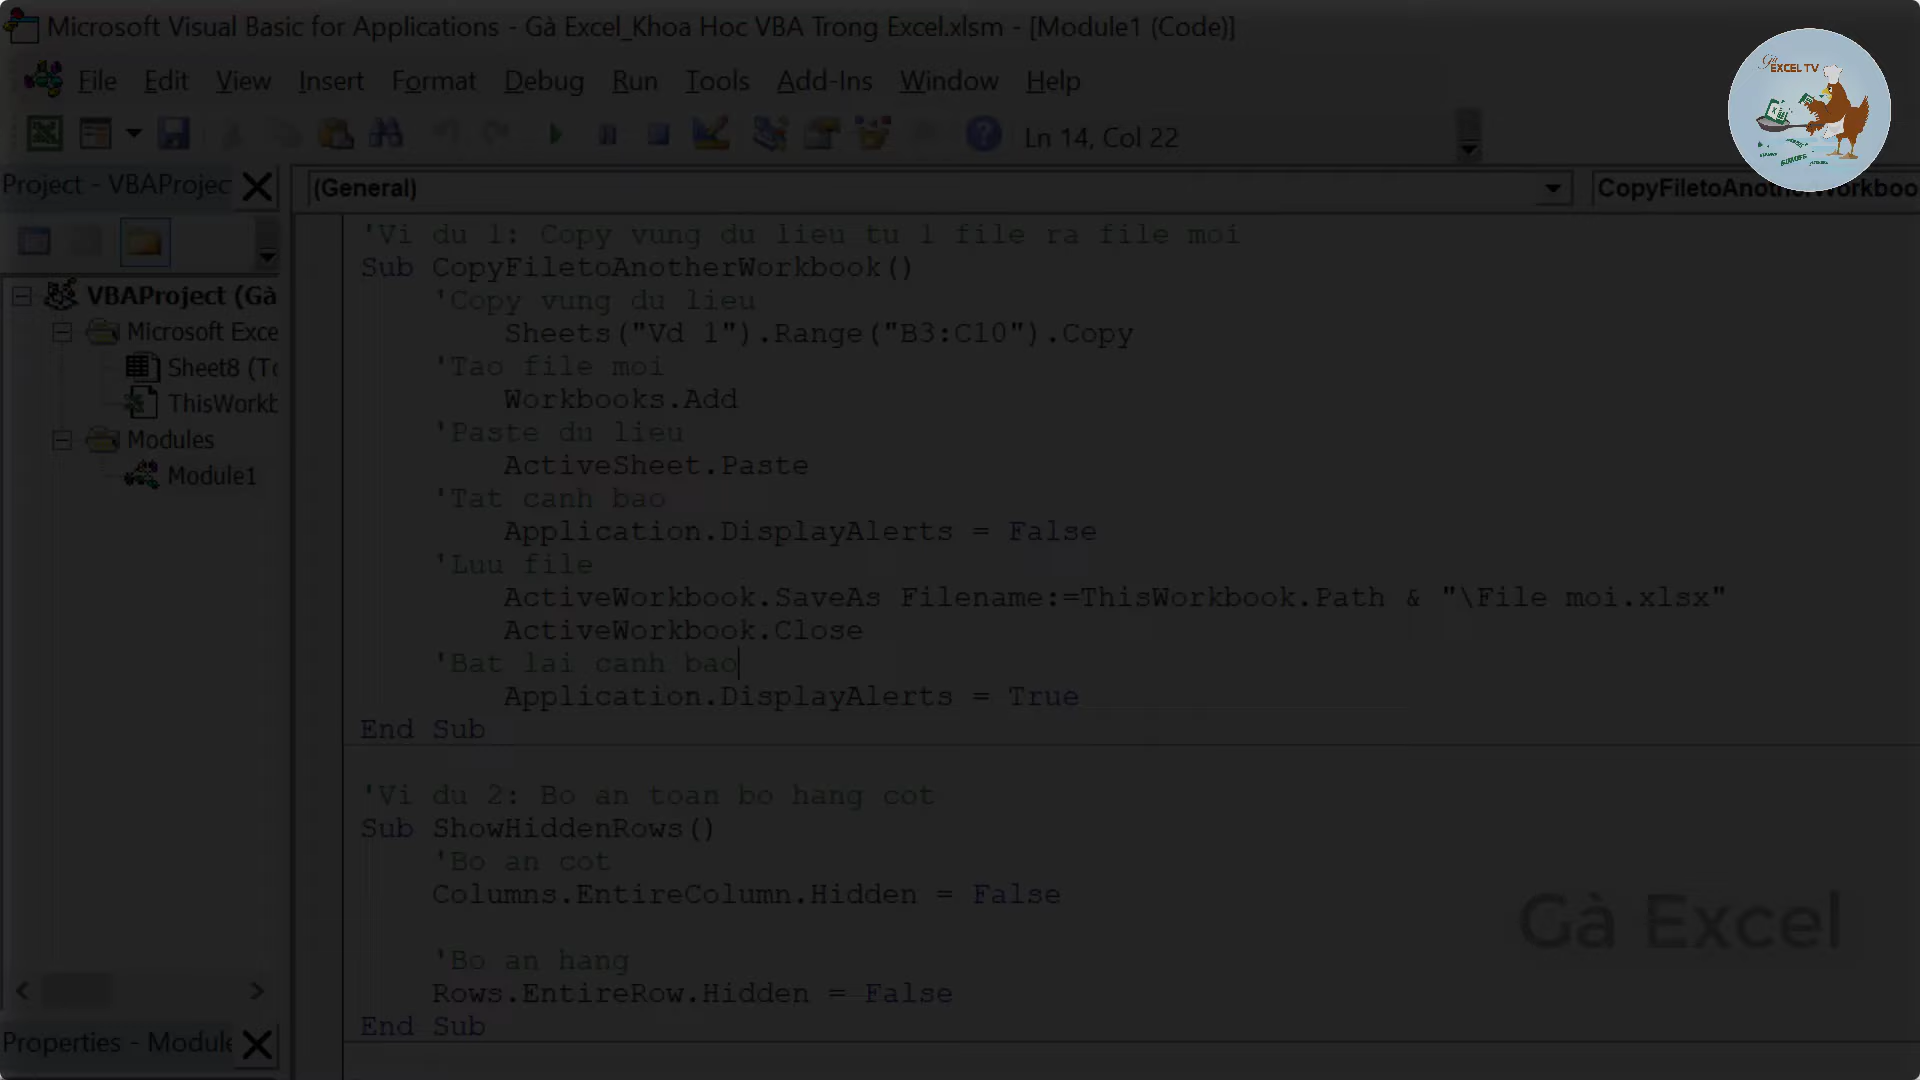 Microsoft Visual Basic for Applications - Gà Excel_Khoa Hoc VBA Trong Excel.xlsm - [Module1 (Code)]
File Edit View Insert Format Debug Run Tools Add-Ins Window Help
EXCEL TV
Ln 14, Col 22
Project - VBAProjec
(General)
CopyFiletoAnotherWorkboo
VBAProject (Gà
Microsoft Exce
Sheet8 (To
ThisWorkb
Modules
Module1
'Vi du 1: Copy vung du lieu tu 1 file ra file moi
Sub CopyFiletoAnotherWorkbook()
'Copy vung du lieu
Sheets("Vd 1").Range("B3:C10").Copy
'Tao file moi
Workbooks.Add
'Paste du lieu
ActiveSheet.Paste
'Tat canh bao
Application.DisplayAlerts = False
'Luu file
ActiveWorkbook.SaveAs Filename:=ThisWorkbook.Path & "\File moi.xlsx"
ActiveWorkbook.Close
'Bat lai canh bao
Application.DisplayAlerts = True
End Sub
'Vi du 2: Bo an toan bo hang cot
Sub ShowHiddenRows()
'Bo an cot
Columns.EntireColumn.Hidden = False
'Bo an hang
Rows.EntireRow.Hidden = False
End Sub
Gà Excel
Properties - Module